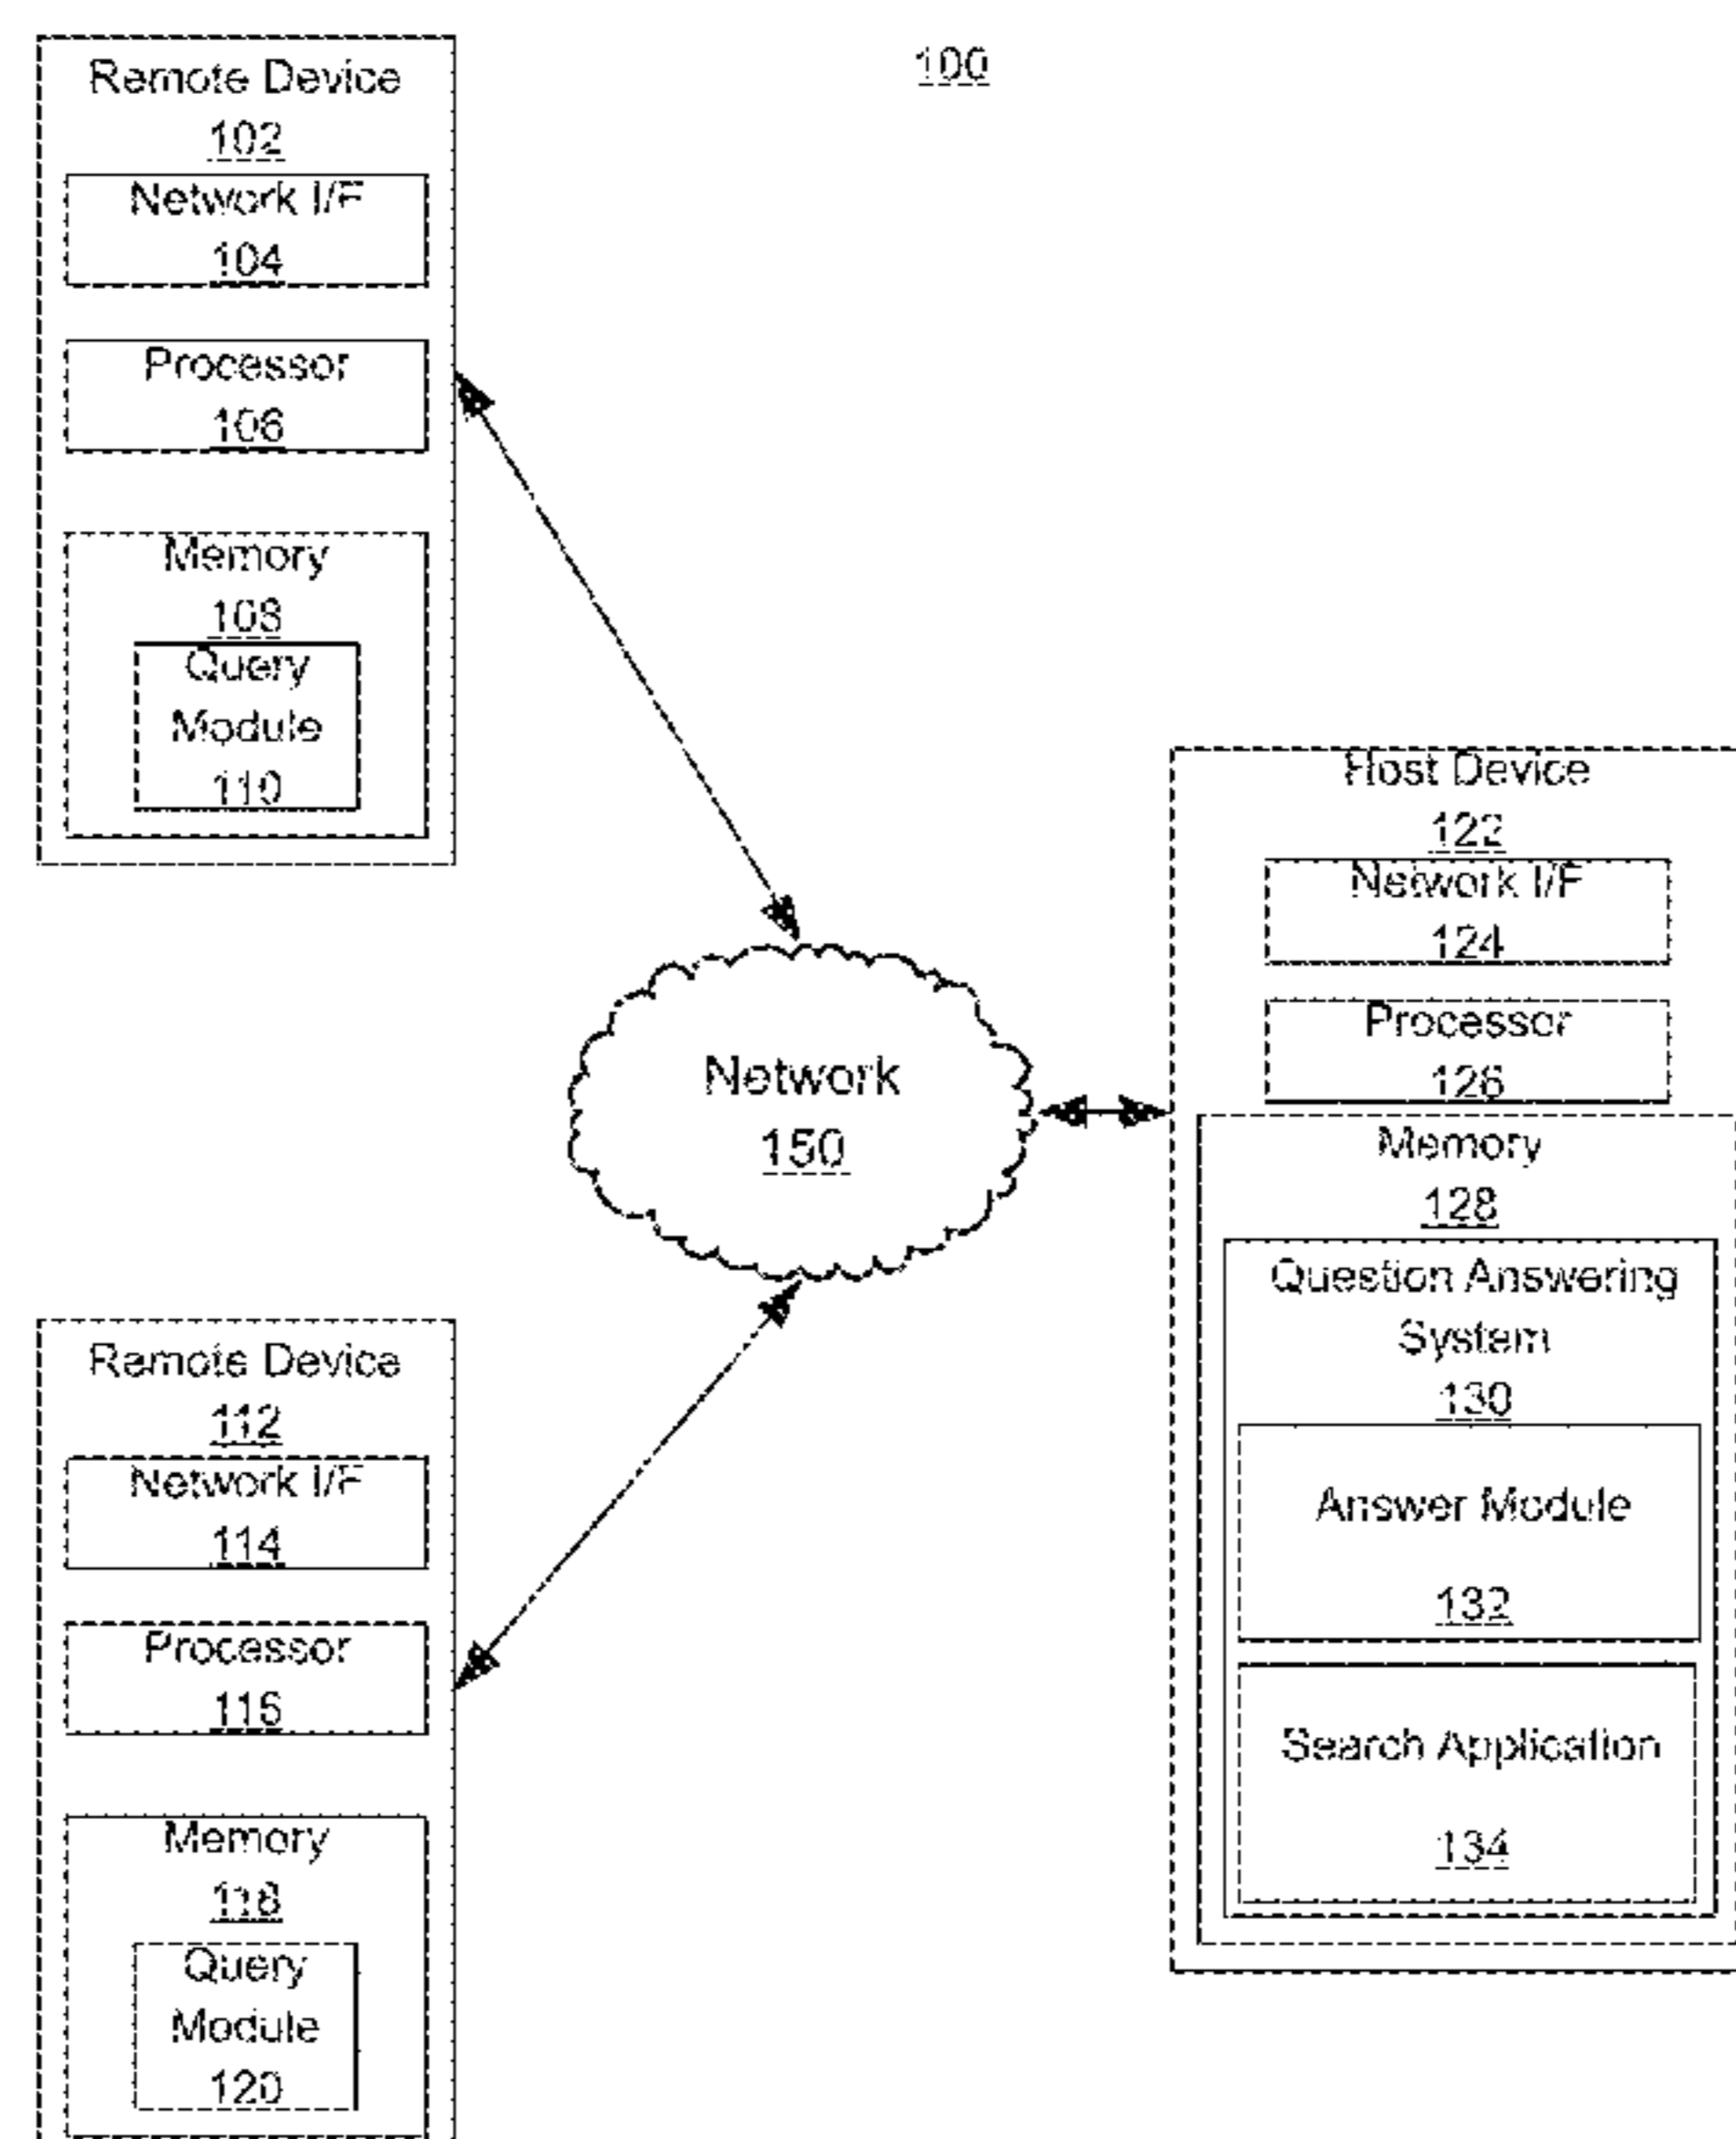 100
Remote Device
102
Network I/F
104
Processor
106
Memory
108
Query
Module
110
Network
150
Remote Device
112
Network I/F
114
Processor
116
Memory
118
Query
Module
120
Host Device
122
Network I/F
124
Processor
126
Memory
128
Question Answering
System
130
Answer Module
132
Search Application
134